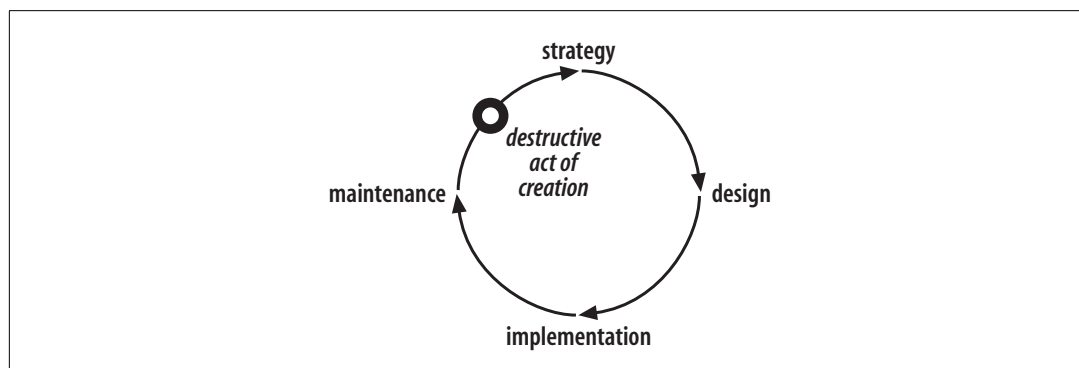 strategy
destructive
act of
creation
maintenance
design
implementation